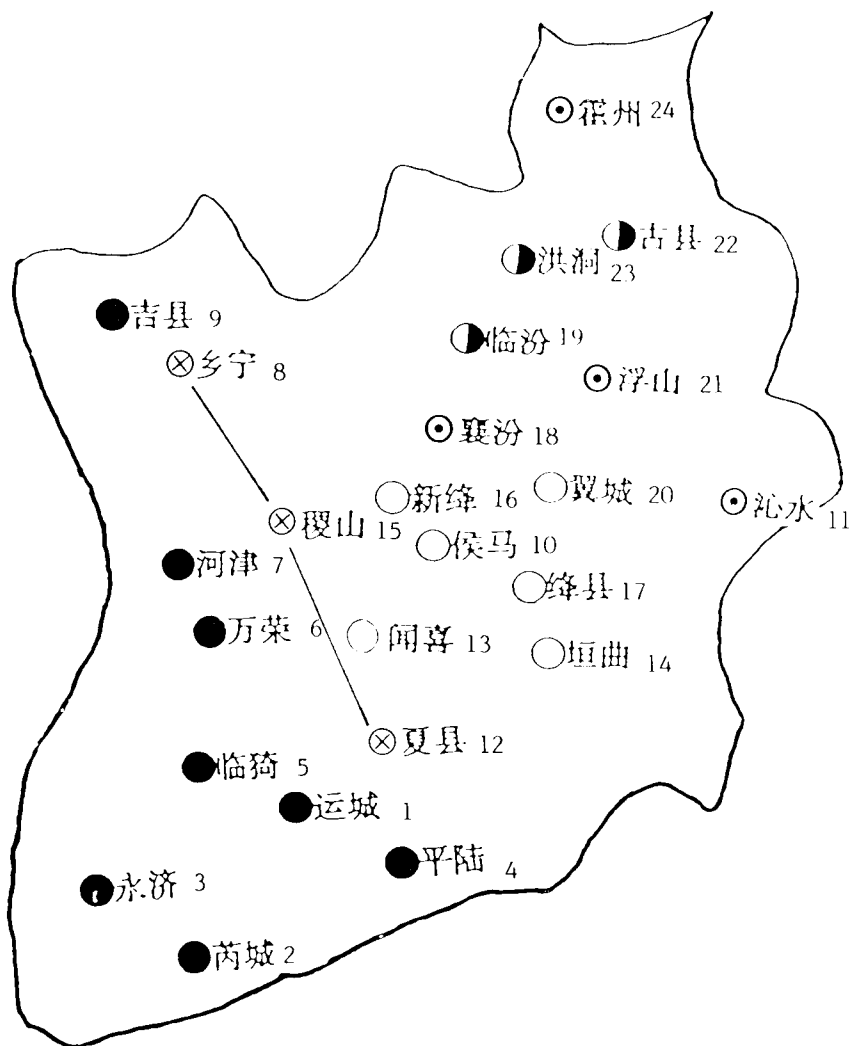 霍州 24
古县 22
洪洞 23
吉县 9
临汾 19
乡宁 8
浮山 21
襄汾 18
新绛 16
翼城 20
沁水 11
稷山 15
侯马 10
河津 7
绛县 17
万荣 6
闻喜 13
垣曲 14
夏县 12
临猗 5
运城 1
平陆 4
永济 3
芮城 2